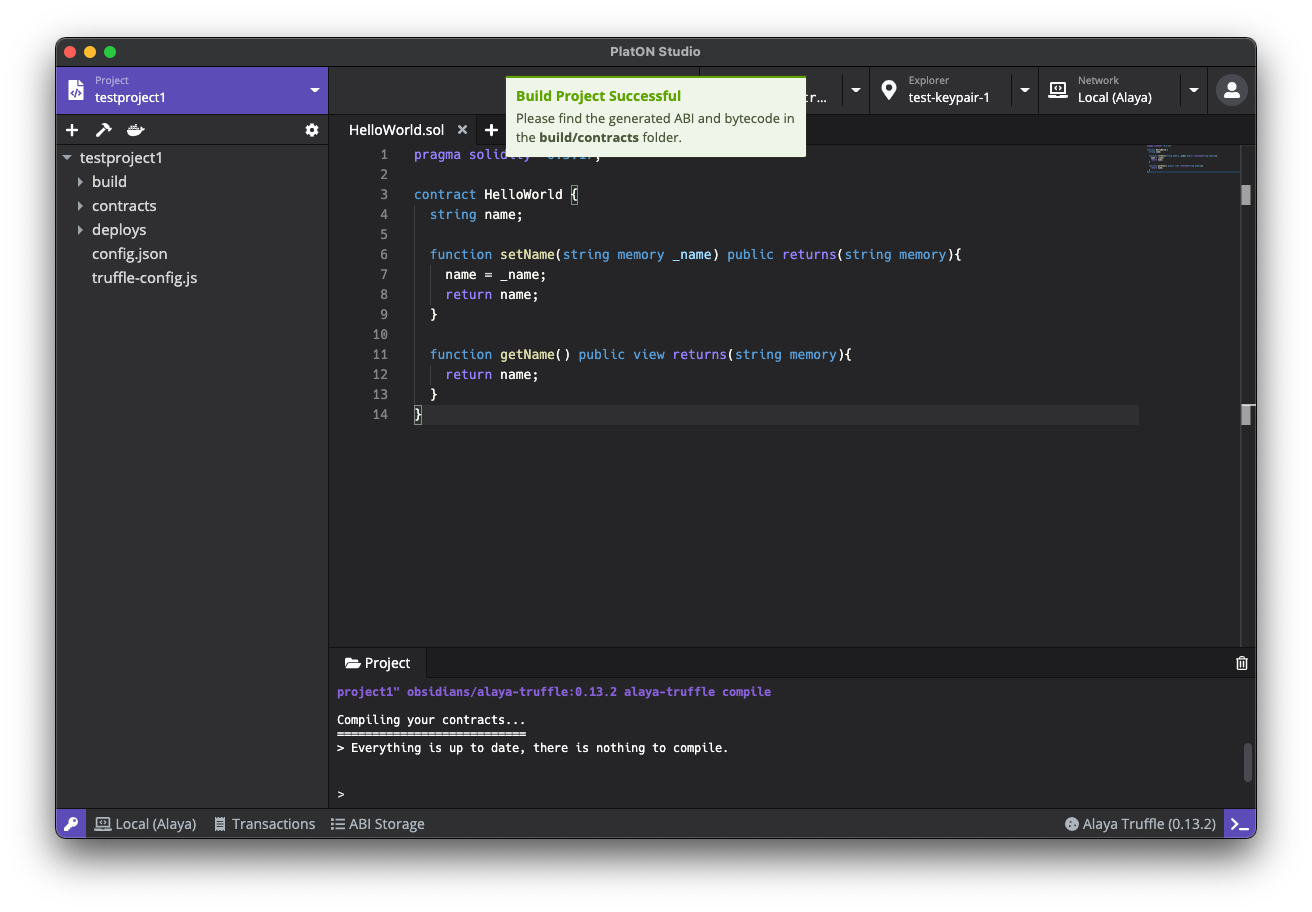 PlatON Studio
Project
testproject1
Explorer
test-keypair-1
Network
Local (Alaya)
Build Project Successful
Please find the generated ABI and bytecode in
the build/contracts folder.
HelloWorld.sol
testproject1
build
contracts
deploys
config.json
truffle-config.js
1 pragma
2
3 contract HelloWorld {
4 string name;
5
6 function setName(string memory _name) public returns(string memory){
7 name = _name;
8 return name;
9 }
10
11 function getName() public view returns(string memory){
12 return name;
13 }
14 }
Project
project1" obsidians/alaya-truffle:0.13.2 alaya-truffle compile
Compiling your contracts...
===========================
> Everything is up to date, there is nothing to compile.
>
Local (Alaya)
Transactions
ABI Storage
Alaya Truffle (0.13.2)